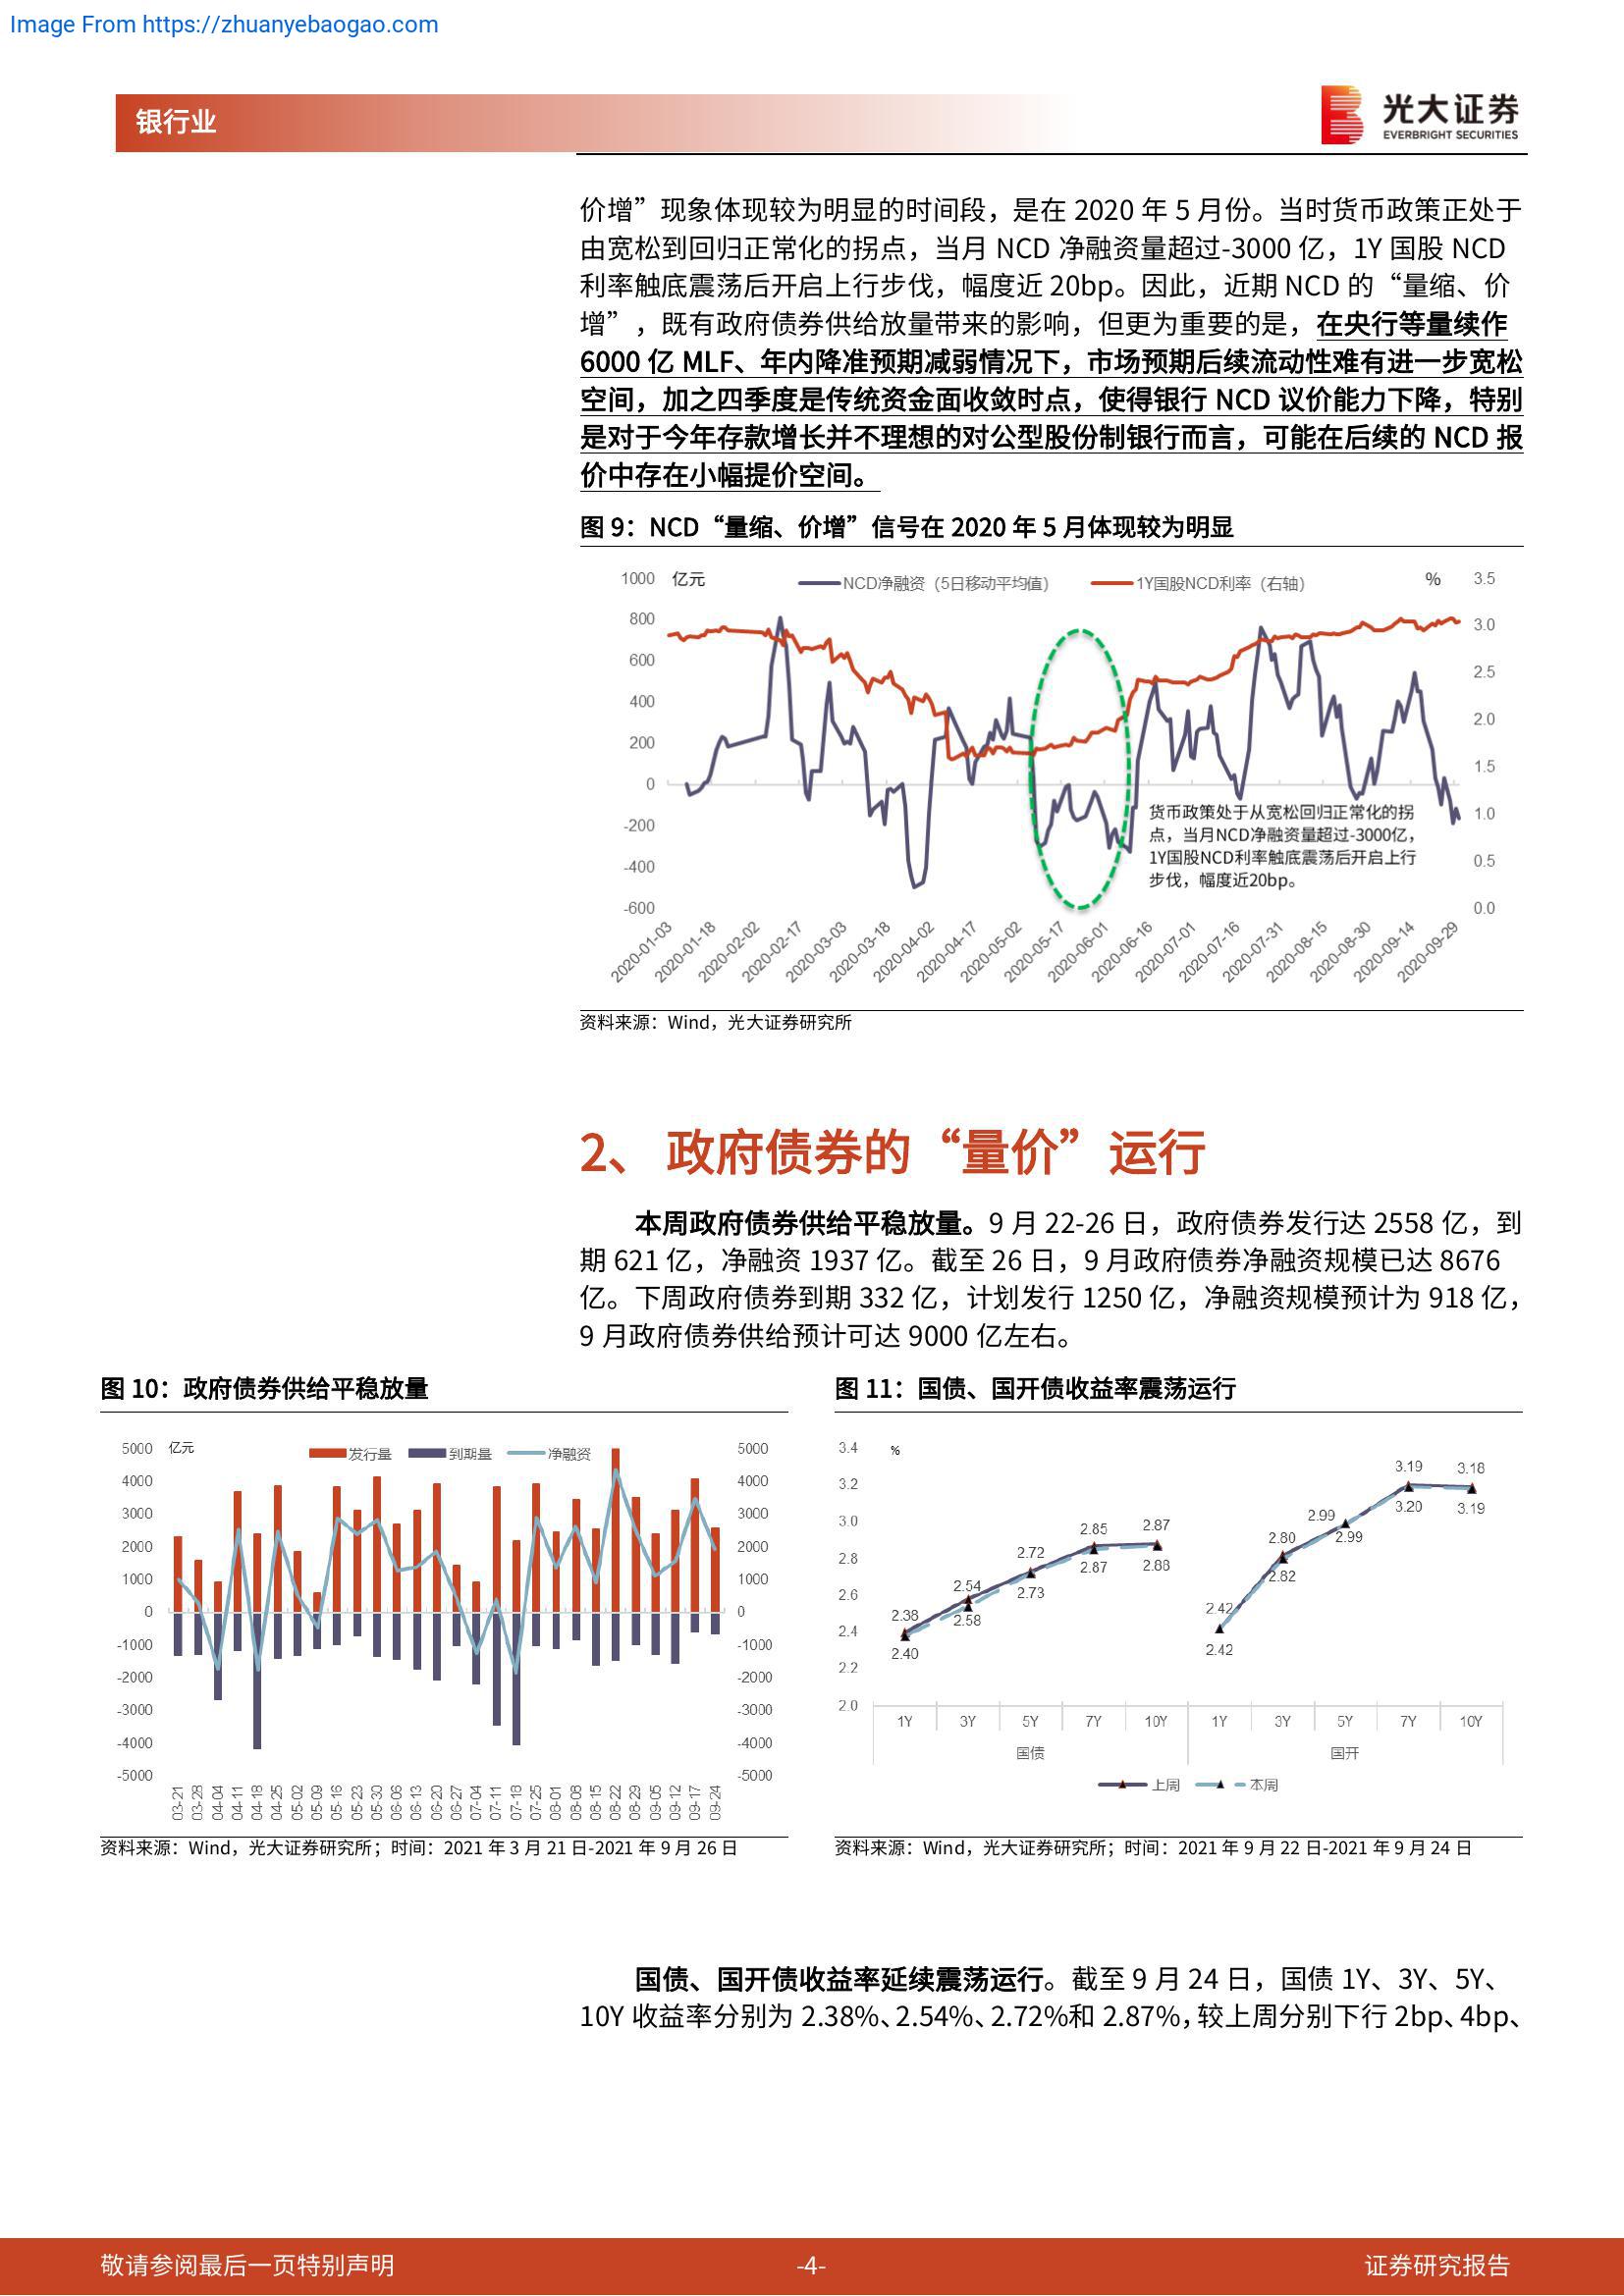 Image From https://zhuanyebaogao.com
银行业
光大证券
EVERBRIGHT SECURITIES
价增”现象体现较为明显的时间段，是在 2020 年 5 月份。当时货币政策正处于
由宽松到回归正常化的拐点，当月 NCD 净融资量超过-3000 亿，1Y 国股 NCD
利率触底震荡后开启上行步伐，幅度近 20bp。因此，近期 NCD 的“量缩、价
增”，既有政府债券供给放量带来的影响，但更为重要的是，在央行等量续作
6000 亿 MLF、年内降准预期减弱情况下，市场预期后续流动性难有进一步宽松
空间，加之四季度是传统资金面收敛时点，使得银行 NCD 议价能力下降，特别
是对于今年存款增长并不理想的对公型股份制银行而言，可能在后续的 NCD 报
价中存在小幅提价空间。
图 9：NCD“量缩、价增”信号在 2020 年 5 月体现较为明显
1000 亿元 NCD净融资（5日移动平均值） 1Y国股NCD利率（右轴） % 3.5
800 3.0
600 2.5
400 2.0
200 1.5
0 1.0
-200 0.5
-400 0.0
-600
货币政策处于从宽松回归正常化的拐
点，当月NCD净融资量超过-3000亿，
1Y国股NCD利率触底震荡后开启上行
步伐，幅度近20bp。
2020-01-03 2020-01-18 2020-02-02 2020-02-17 2020-03-03 2020-03-18 2020-04-02 2020-04-17 2020-05-02 2020-05-17 2020-06-01 2020-06-16 2020-07-01 2020-07-16 2020-07-31 2020-08-15 2020-08-30 2020-09-14 2020-09-29
资料来源：Wind，光大证券研究所
2、 政府债券的“量价”运行
本周政府债券供给平稳放量。9 月 22-26 日，政府债券发行达 2558 亿，到
期 621 亿，净融资 1937 亿。截至 26 日，9 月政府债券净融资规模已达 8676
亿。下周政府债券到期 332 亿，计划发行 1250 亿，净融资规模预计为 918 亿，
9 月政府债券供给预计可达 9000 亿左右。
图 10：政府债券供给平稳放量
5000 亿元 发行量 到期量 净融资 5000
4000 4000
3000 3000
2000 2000
1000 1000
0 0
-1000 -1000
-2000 -2000
-3000 -3000
-4000 -4000
-5000 -5000
03-21 03-28 04-04 04-11 04-18 04-25 05-02 05-09 05-16 05-23 05-30 06-06 06-13 06-20 06-27 07-04 07-11 07-18 07-25 08-01 08-08 08-15 08-22 08-29 09-05 09-12 09-17 09-24
资料来源：Wind，光大证券研究所；时间：2021 年 3 月 21 日-2021 年 9 月 26 日
图 11：国债、国开债收益率震荡运行
%
3.4
3.2
3.0
2.8
2.6
2.4
2.2
2.0
2.38 2.54 2.72 2.85 2.87 2.42 2.80 2.99 3.19 3.18
2.40 2.58 2.73 2.87 2.88 2.42 2.82 2.99 3.20 3.19
1Y 3Y 5Y 7Y 10Y 1Y 3Y 5Y 7Y 10Y
国债 国开
上周 本周
资料来源：Wind，光大证券研究所；时间：2021 年 9 月 22 日-2021 年 9 月 24 日
国债、国开债收益率延续震荡运行。截至 9 月 24 日，国债 1Y、3Y、5Y、
10Y 收益率分别为 2.38%、2.54%、2.72%和 2.87%，较上周分别下行 2bp、4bp、
敬请参阅最后一页特别声明 -4- 证券研究报告